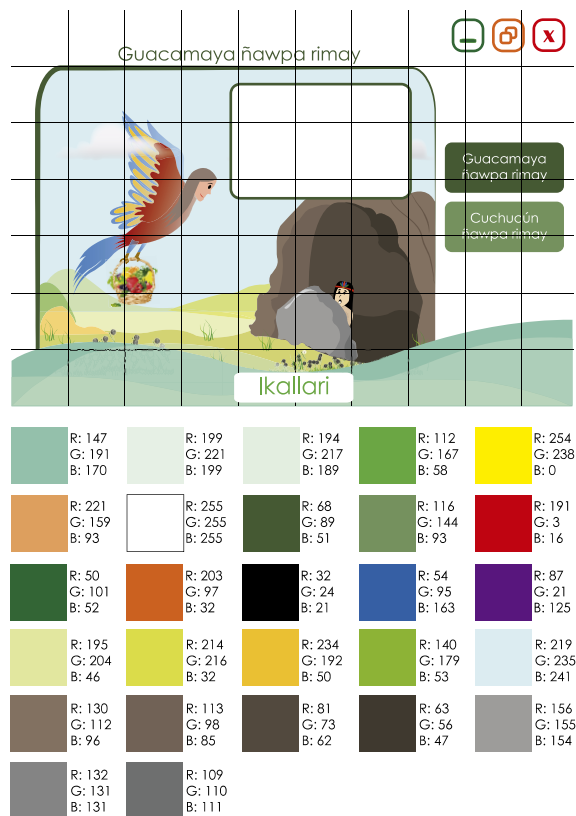 Guacamaya ñawpa rimay
x
Guacamaya
ñawpa rimay
Cuchucún
ñawpa rimay
Ikallari
R: 147
G: 191
B: 170
R: 199
G: 221
B: 199
R: 194
G: 217
B: 189
R: 112
G: 167
B: 58
R: 254
G: 238
B: 0
R: 221
G: 159
B: 93
R: 255
G: 255
B: 255
R: 68
G: 89
B: 51
R: 116
G: 144
B: 93
R: 191
G: 3
B: 16
R: 50
G: 101
B: 52
R: 203
G: 97
B: 32
R: 32
G: 24
B: 21
R: 54
G: 95
B: 163
R: 87
G: 21
B: 125
R: 195
G: 204
B: 46
R: 214
G: 216
B: 32
R: 234
G: 192
B: 50
R: 140
G: 179
B: 53
R: 219
G: 235
B: 241
R: 130
G: 112
B: 96
R: 113
G: 98
B: 85
R: 81
G: 73
B: 62
R: 63
G: 56
B: 47
R: 156
G: 155
B: 154
R: 132
G: 131
B: 131
R: 109
G: 110
B: 111